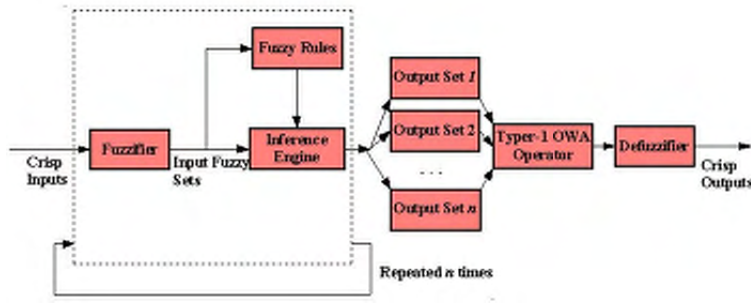 Fuzzy Rules
Output Set 1
Output Set 2
Fuzzifier
Inference
Engine
Typer-1 OWA
Operator
Defuzzifier
Crisp
Inputs
Input Fuzzy
Sets
. . .
Crisp
Outputs
Output Set n
Repeated n times